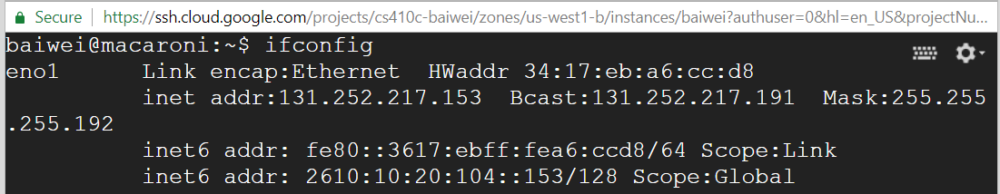 Secure https://ssh.cloud.google.com/projects/cs410c-baiwei/zones/us-west1-b/instances/baiwei?authuser=0&hl=en_US&projectNu...
baiwei@macaroni:~$ ifconfig
eno1      Link encap:Ethernet  HWaddr 34:17:eb:a6:cc:d8
          inet addr:131.252.217.153  Bcast:131.252.217.191  Mask:255.255
.255.192
          inet6 addr: fe80::3617:ebff:fea6:ccd8/64 Scope:Link
          inet6 addr: 2610:10:20:104::153/128 Scope:Global